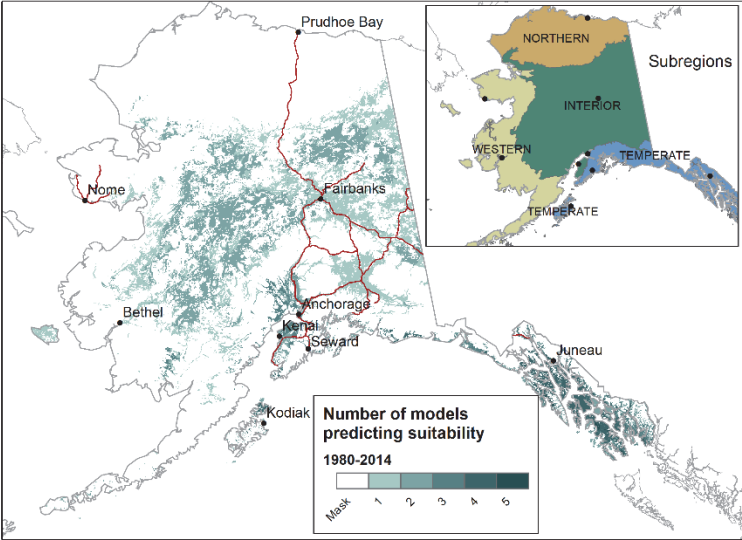 Prudhoe Bay
NORTHERN
Subregions
INTERIOR
WESTERN
TEMPERATE
TEMPERATE
Nome
Fairbanks
Bethel
Anchorage
Kenai
Seward
Juneau
Kodiak
Number of models
predicting suitability
1980-2014
Mask 1 2 3 4 5